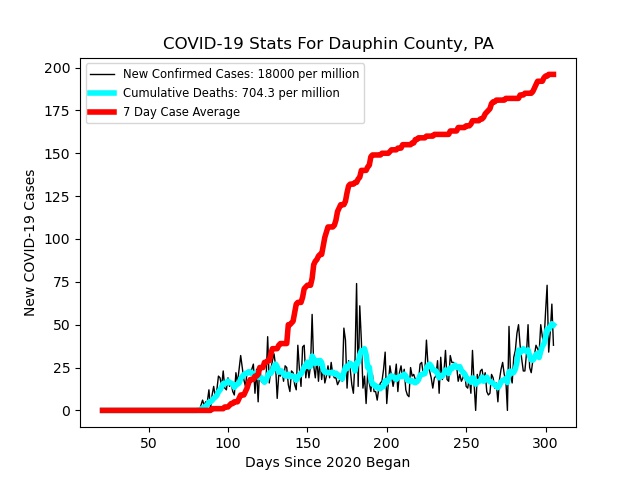 COVID-19 Stats For Dauphin County, PA
New Confirmed Cases: 18000 per million
Cumulative Deaths: 704.3 per million
7 Day Case Average
200
175
150
125
100
75
50
25
0
New COVID-19 Cases
50 100 150 200 250 300
Days Since 2020 Began